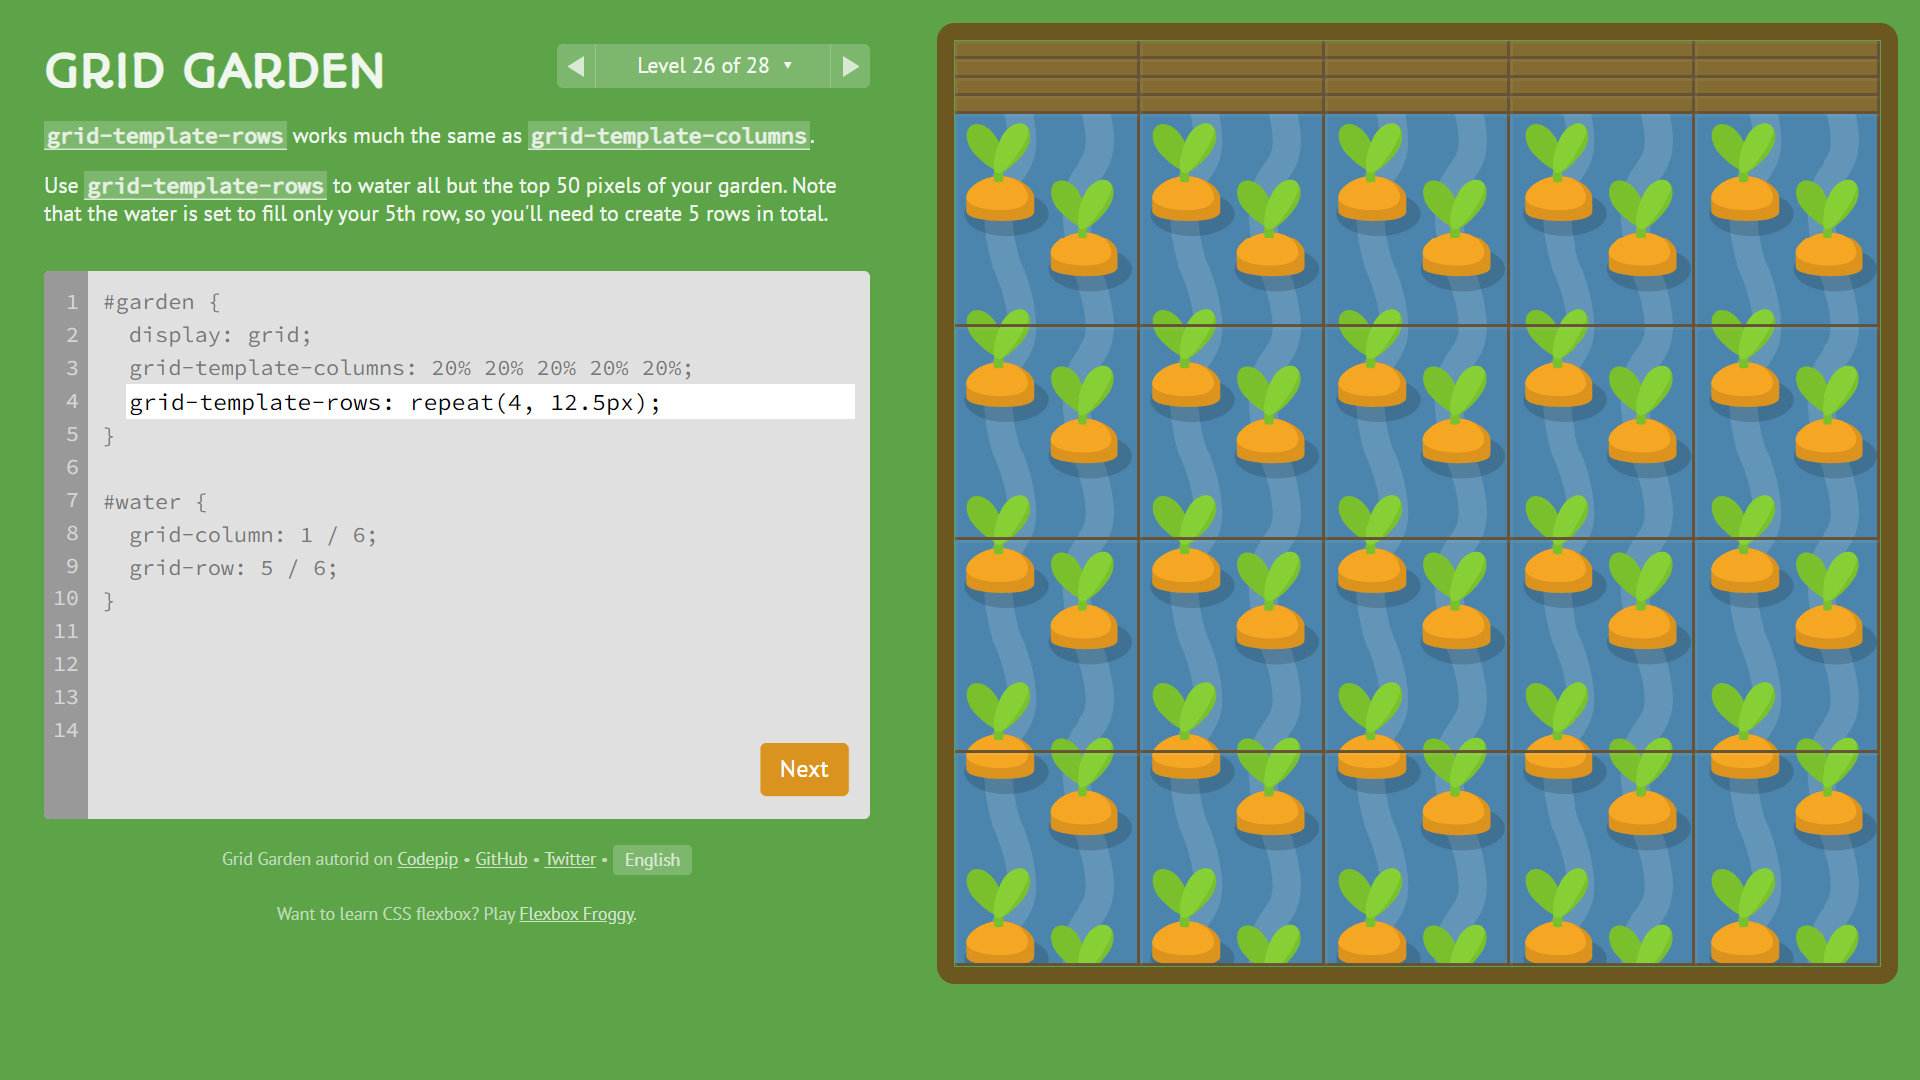 GRID GARDEN
◀ Level 26 of 28 ▼ ▶
grid-template-rows works much the same as grid-template-columns.
Use grid-template-rows to water all but the top 50 pixels of your garden. Note
that the water is set to fill only your 5th row, so you'll need to create 5 rows in total.
1 #garden {
2 display: grid;
3 grid-template-columns: 20% 20% 20% 20% 20%;
4 grid-template-rows: repeat(4, 12.5px);
5 }
6
7 #water {
8 grid-column: 1 / 6;
9 grid-row: 5 / 6;
10 }
11
12
13
14
Next
Grid Garden autorid on Codepip • GitHub • Twitter • English
Want to learn CSS flexbox? Play Flexbox Froggy.